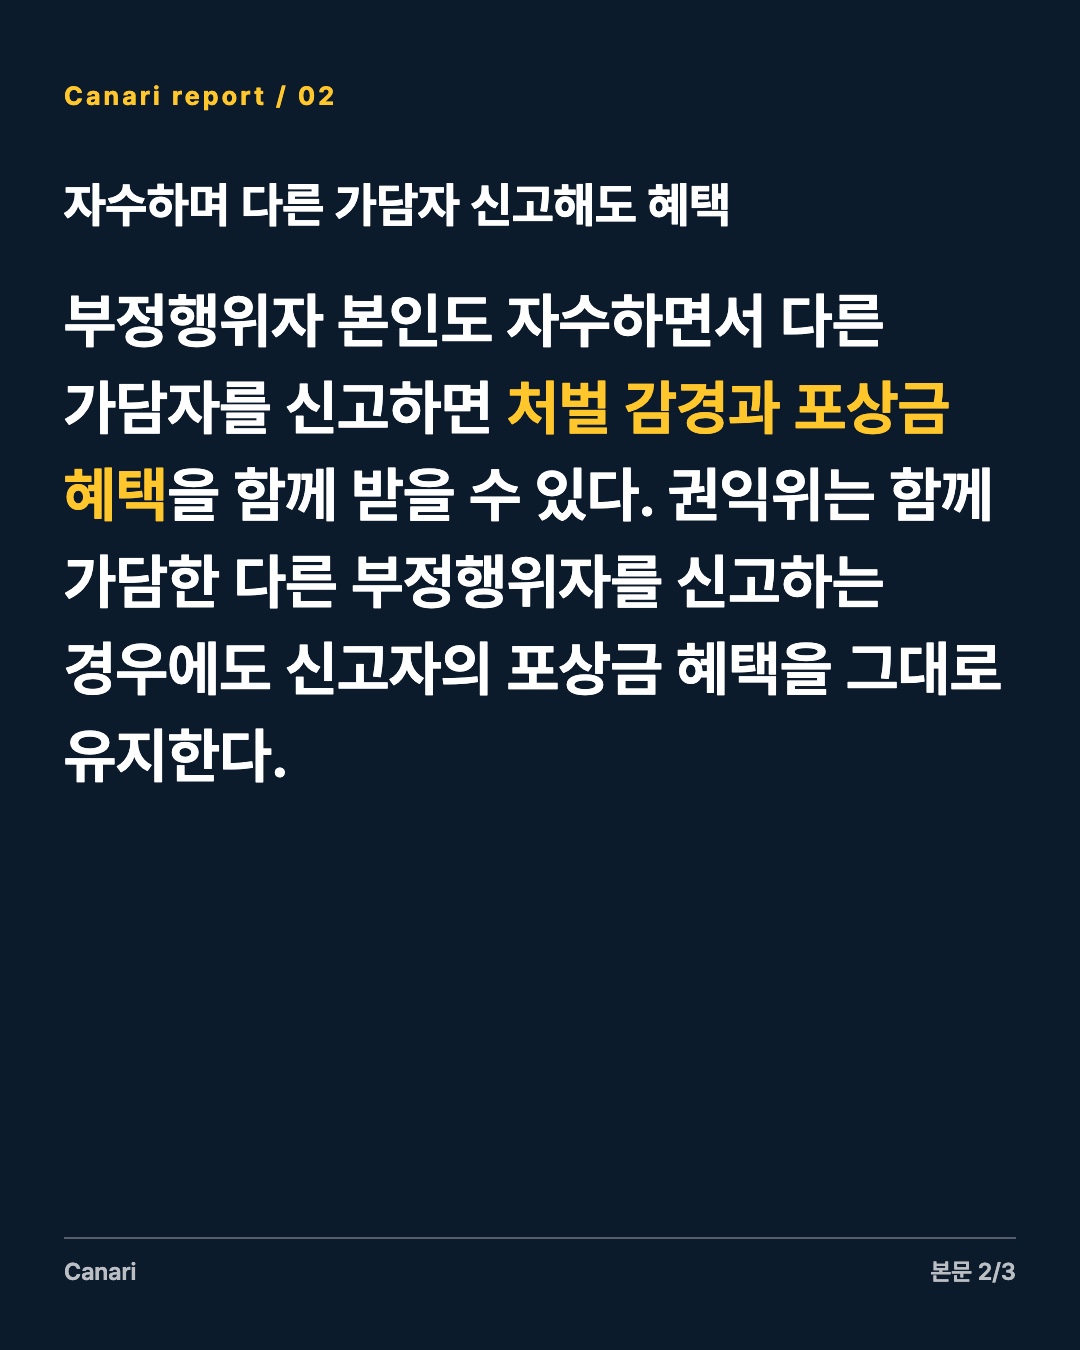 Canari report / 02
자수하며 다른 가담자 신고해도 혜택
부정행위자 본인도 자수하면서 다른
가담자를 신고하면 처벌 감경과 포상금
혜택을 함께 받을 수 있다. 권익위는 함께
가담한 다른 부정행위자를 신고하는
경우에도 신고자의 포상금 혜택을 그대로
유지한다.
Canari
본문 2/3